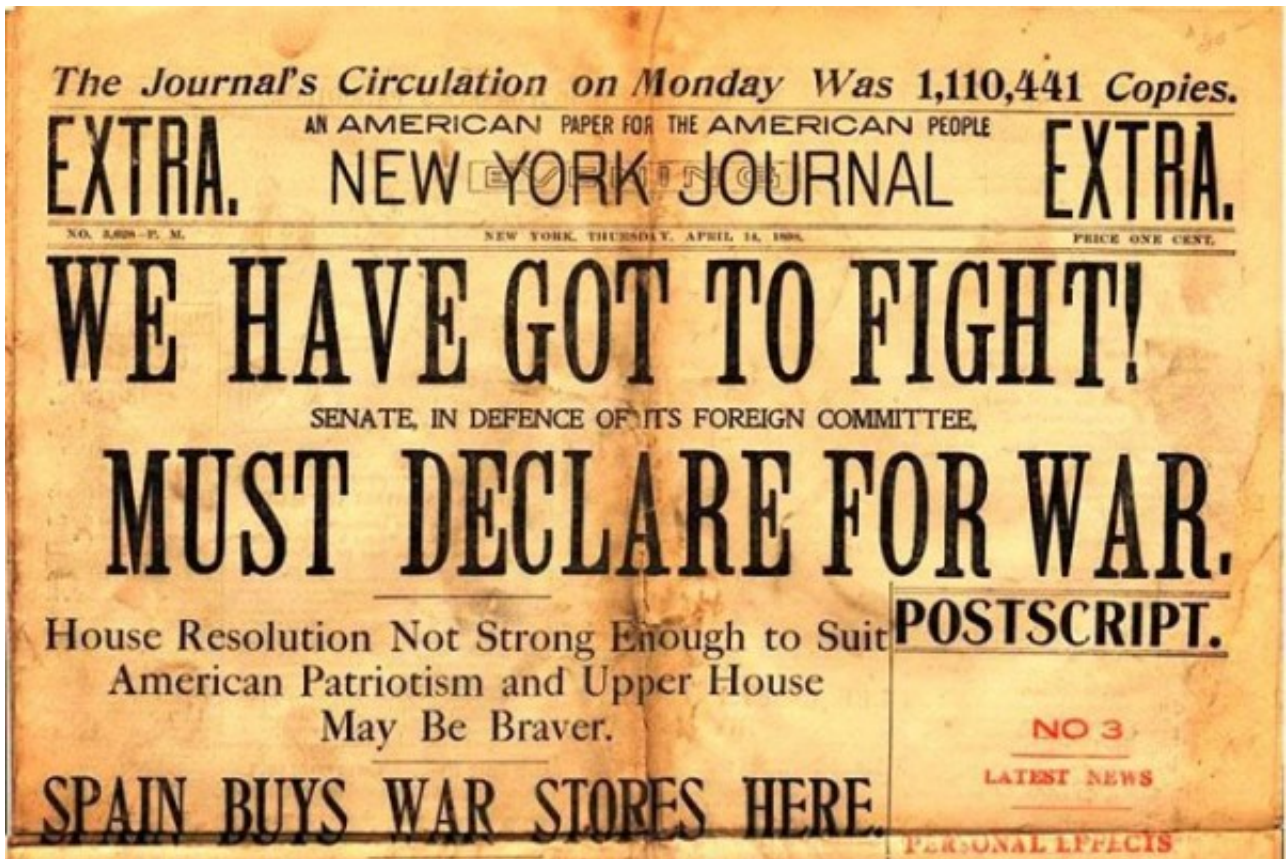 The Journal's Circulation on Monday Was 1,110,441 Copies.
EXTRA.
AN AMERICAN PAPER FOR THE AMERICAN PEOPLE
NEW YORK JOURNAL
EVENING
EXTRA.
P. M.
NEW YORK, THURSDAY, APRIL 14, 1898.
PRICE ONE CENT.
WE HAVE GOT TO FIGHT!
SENATE, IN DEFENCE OF ITS FOREIGN COMMITTEE,
MUST DECLARE FOR WAR.
House Resolution Not Strong Enough to Suit
American Patriotism and Upper House
May Be Braver.
SPAIN BUYS WAR STORES HERE.
POSTSCRIPT.
NO 3
LATEST NEWS
PERSONAL EFFECTS